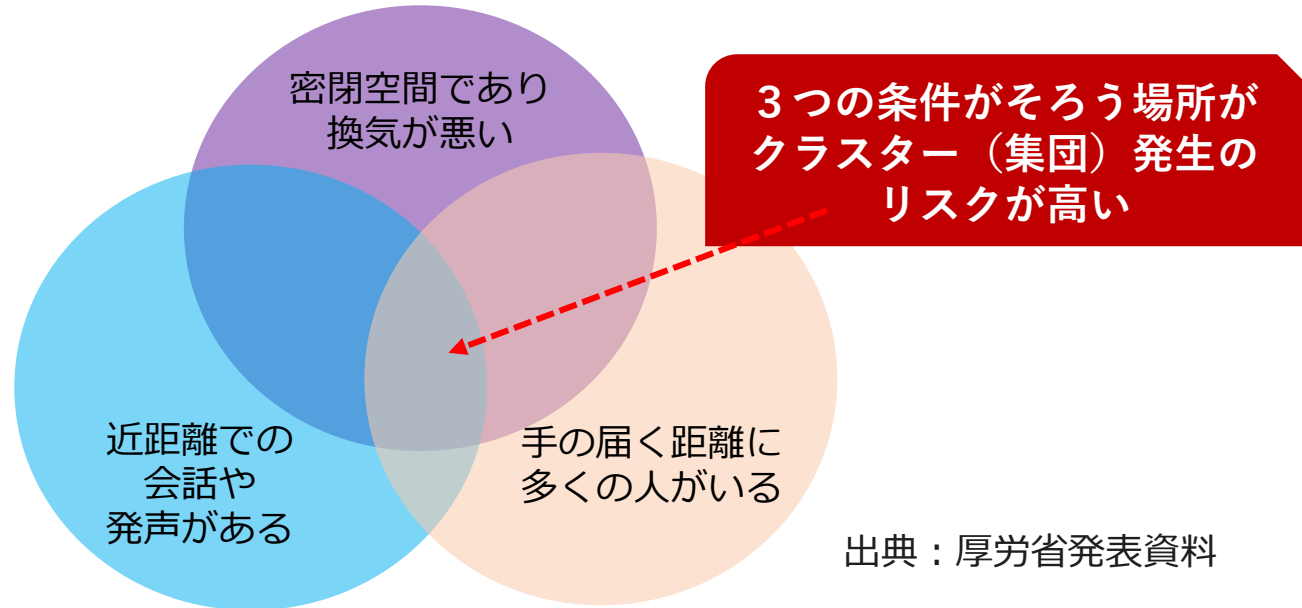 密閉空間であり
換気が悪い
３つの条件がそろう場所が
クラスター（集団）発生の
リスクが高い
近距離での
会話や
発声がある
手の届く距離に
多くの人がいる
出典：厚労省発表資料